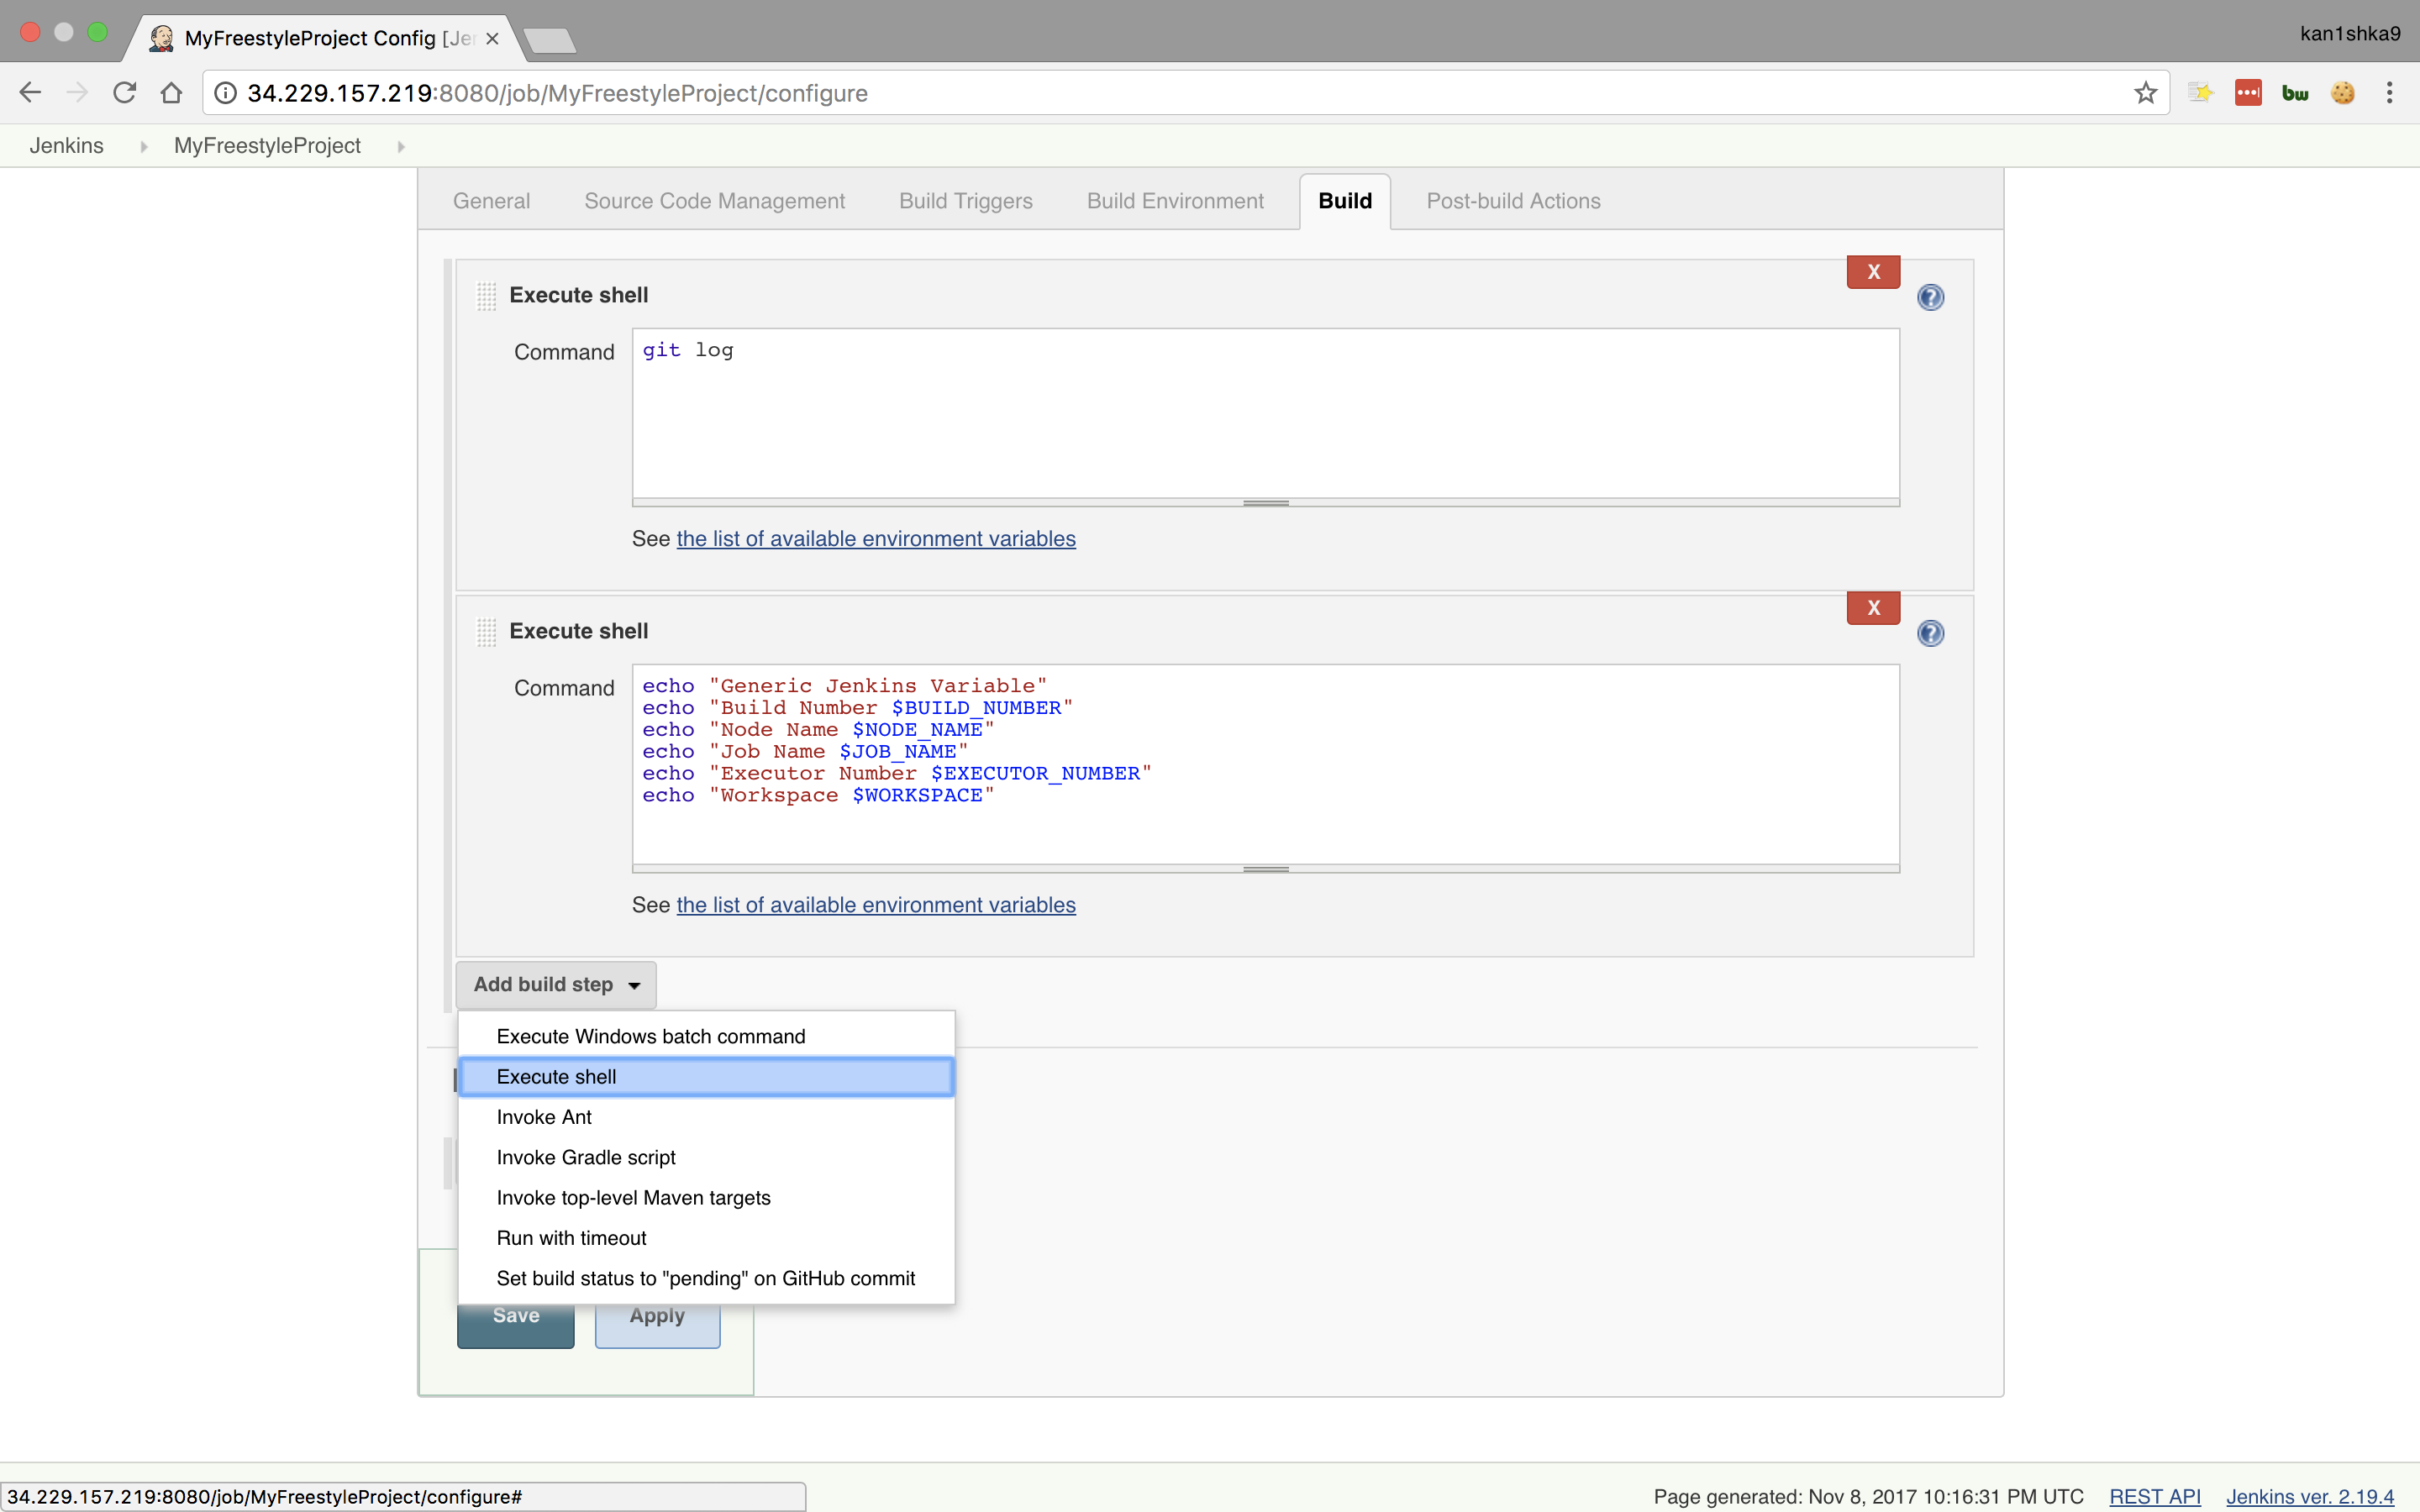 MyFreestyleProject Config [Je
kan1shka9
34.229.157.219:8080/job/MyFreestyleProject/configure
bw
Jenkins MyFreestyleProject
General Source Code Management Build Triggers Build Environment Build Post-build Actions
X
Execute shell
?
Command
git log
See the list of available environment variables
X
Execute shell
?
Command
echo "Generic Jenkins Variable"
echo "Build Number $BUILD_NUMBER"
echo "Node Name $NODE_NAME"
echo "Job Name $JOB_NAME"
echo "Executor Number $EXECUTOR_NUMBER"
echo "Workspace $WORKSPACE"
See the list of available environment variables
Add build step
Execute Windows batch command
Execute shell
Invoke Ant
Invoke Gradle script
Invoke top-level Maven targets
Run with timeout
Set build status to "pending" on GitHub commit
Save Apply
34.229.157.219:8080/job/MyFreestyleProject/configure#
Page generated: Nov 8, 2017 10:16:31 PM UTC REST API Jenkins ver. 2.19.4